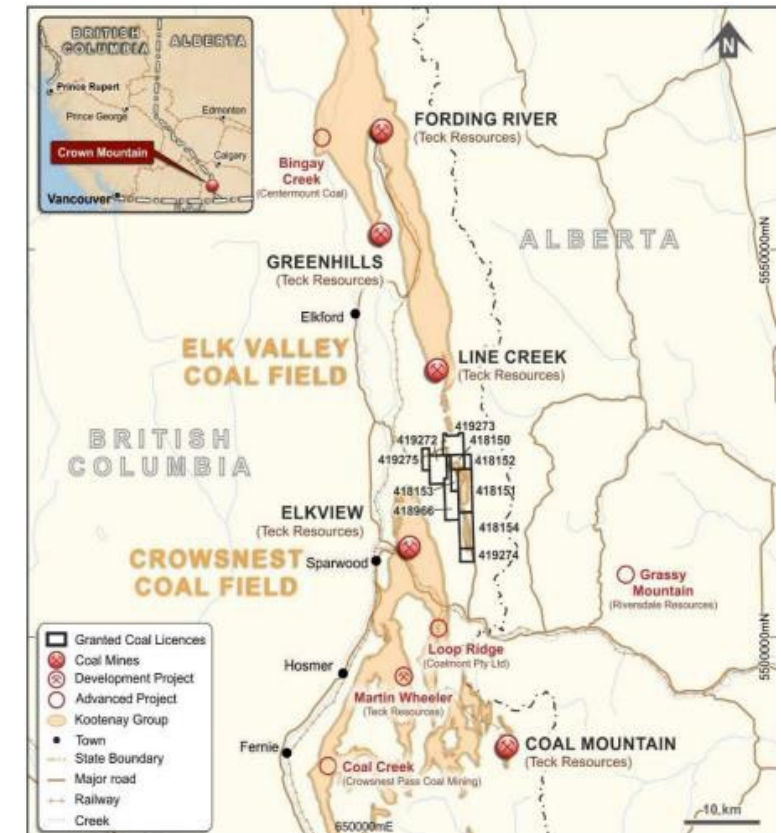 BRITISH
COLUMBIA
ALBERTA
Prince Rupert
Prince George
Edmonton
Crown Mountain
Calgary
Vancouver
N
FORDING RIVER
(Teck Resources)
Bingay
Creek
(Centermount Coal)
ALBERTA
5550000mN
GREENHILLS
(Teck Resources)
Elkford
ELK VALLEY
COAL FIELD
LINE CREEK
(Teck Resources)
BRITISH
COLUMBIA
419273
419272
418150
419275
418152
418153
418151
418966
418154
419274
ELKVIEW
(Teck Resources)
CROWSNEST
COAL FIELD
Sparwood
Grassy
Mountain
(Riversdale Resources)
Loop Ridge
(Coalmont Pty Ltd)
5500000mN
Hosmer
Martin Wheeler
(Teck Resources)
Fernie
COAL MOUNTAIN
(Teck Resources)
Coal Creek
(Crowsnest Pass Coal Mining)
650000mE
10 km
Granted Coal Licences
Coal Mines
Development Project
Advanced Project
Kootenay Group
Town
State Boundary
Major road
Railway
Creek